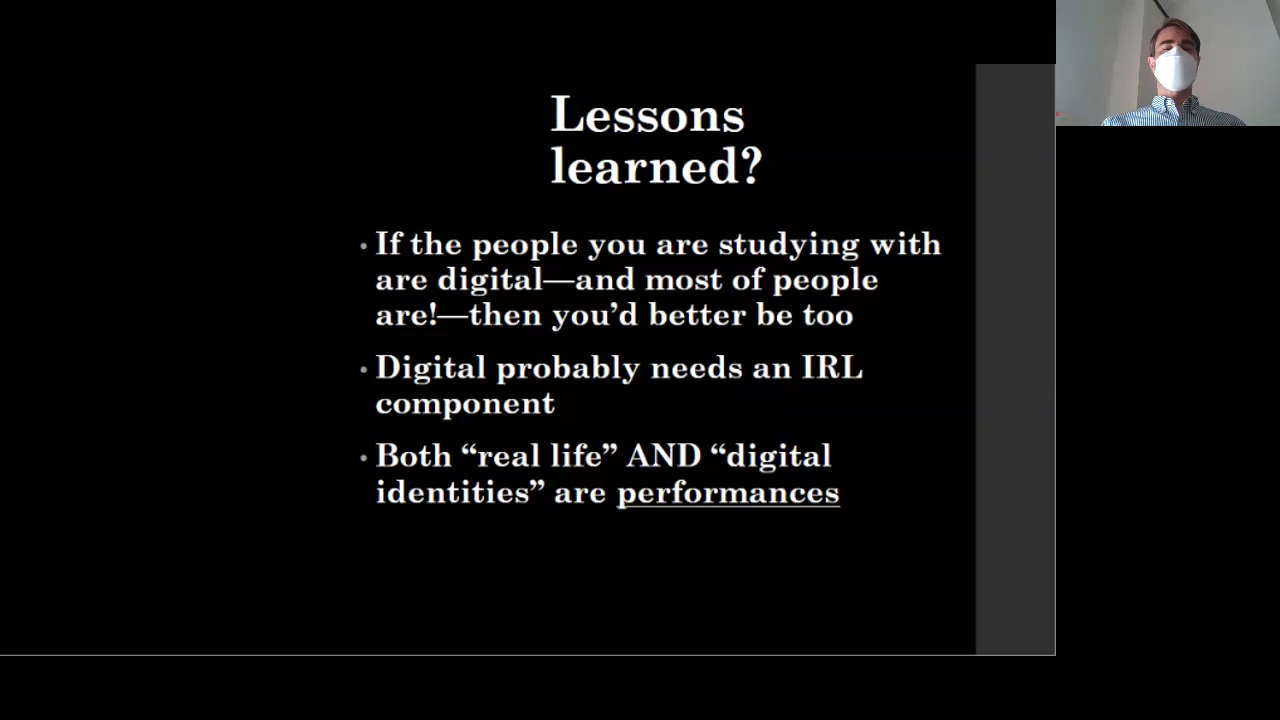 Lessons
learned?
• If the people you are studying with
are digital—and most of people
are!—then you’d better be too
• Digital probably needs an IRL
component
• Both “real life” AND “digital
identities” are performances